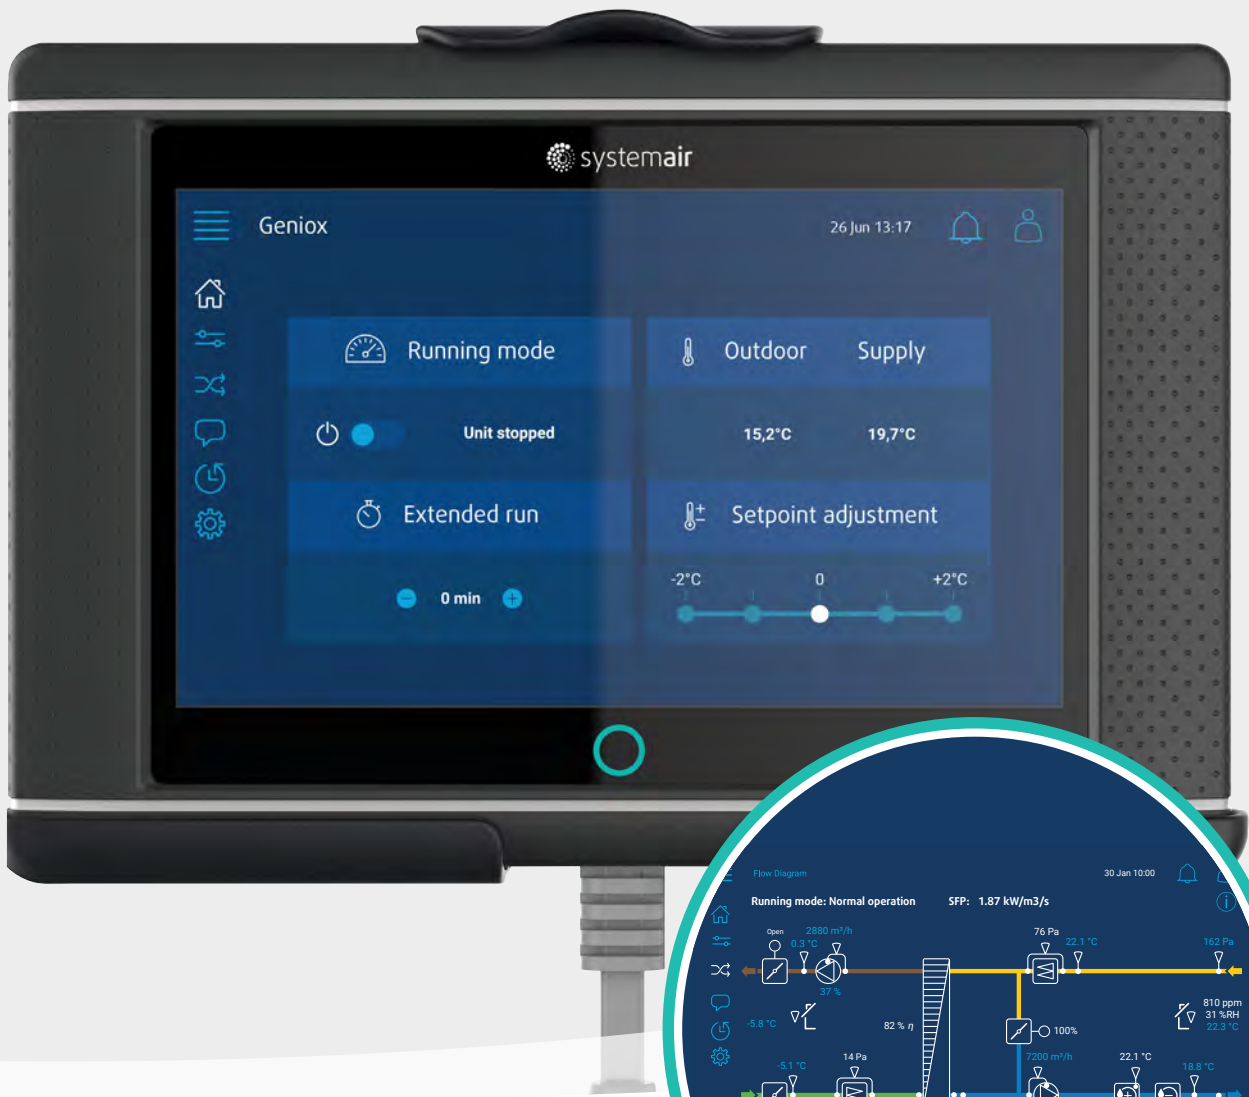 systemair
Geniox
26 Jun 13:17
Running mode
Outdoor Supply
Unit stopped
15,2°C 19,7°C
Extended run
Setpoint adjustment
-2°C 0 +2°C
0 min
Flow Diagram
30 Jan 10:00
Running mode: Normal operation SFP: 1.87 kW/m3/s
Open
2880 m³/h
76 Pa
0.3 °C
22.1 °C
162 Pa
37 %
810 ppm
31 %RH
22.3 °C
-5.8 °C
82 % η
100%
14 Pa
7200 m³/h
22.1 °C
-5.1 °C
18.8 °C